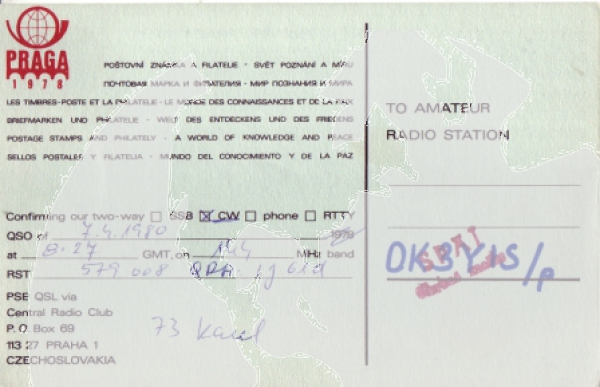 PRAGA
1978
POŠTOVNÍ ZNÁMKA A FILATELIE - SVĚT POZNÁNÍ A MÍRU
ПОЧТОВАЯ МАРКА И ФИЛАТЕЛИЯ - МИР ПОЗНАНИЯ И МИРА
LES TIMBRES-POSTE ET LA PHILATELIE - LE MONDE DES CONNAISSANCES ET DE LA PAIX
BRIEFMARKEN UND PHILATELIE - WELT DES ENTDECKENS UND DES FRIEDENS
POSTAGE STAMPS AND PHILATELY - A WORLD OF KNOWLEDGE AND PEACE
SELLOS POSTALES Y FILATELIA - MUNDO DEL CONOCIMIENTO Y DE LA PAZ
Confirming our two-way SSB CW phone RTTY
QSO of 7.4.1980 1978
at 8.27 GMT, on 144 MHz band
RST 579 008
PSE QSL via
Central Radio Club
P.O. Box 69
113 27 PRAHA 1
CZECHOSLOVAKIA
73 Karel
TO AMATEUR
RADIO STATION
OK3YIS/p